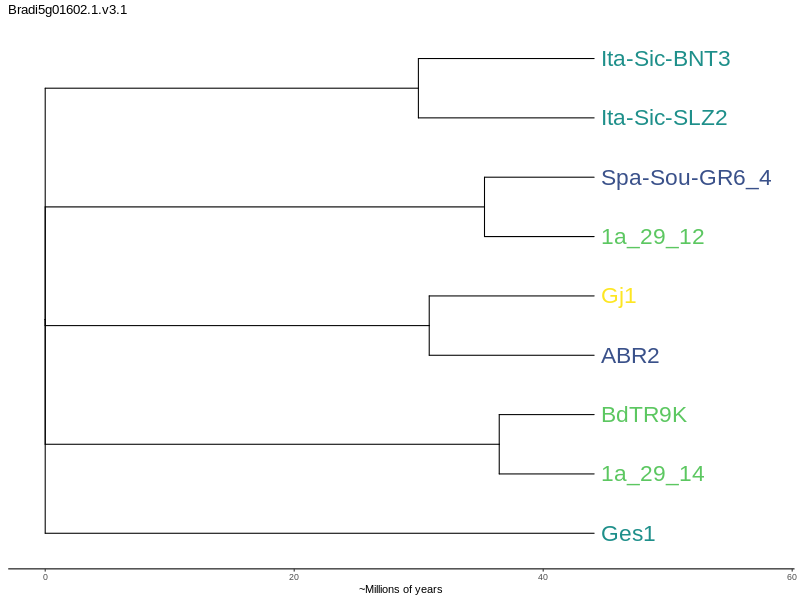 Bradi5g01602.1.v3.1
Ita-Sic-BNT3
Ita-Sic-SLZ2
Spa-Sou-GR6_4
1a_29_12
Gj1
ABR2
BdTR9K
1a_29_14
Ges1
0 20 40 60
~Millions of years